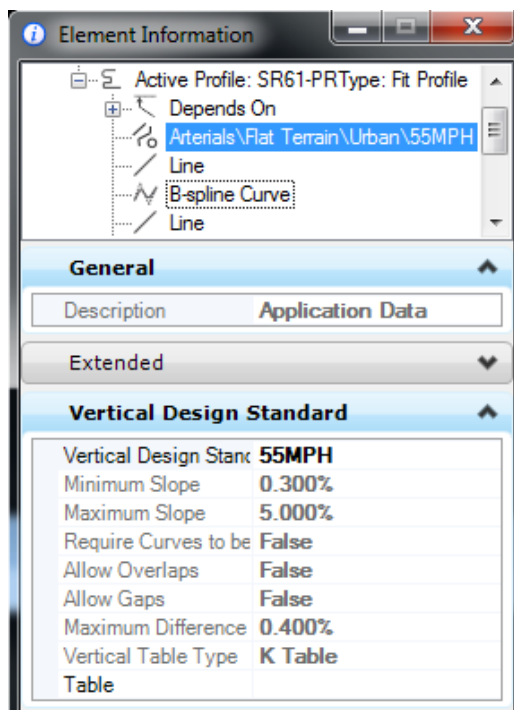 Element Information
Active Profile: SR61-PRType: Fit Profile
Depends On
Arterials\Flat Terrain\Urban\55MPH
Line
B-spline Curve
Line
General
Description Application Data
Extended
Vertical Design Standard
Vertical Design Stanc 55MPH
Minimum Slope 0.300%
Maximum Slope 5.000%
Require Curves to be False
Allow Overlaps False
Allow Gaps False
Maximum Difference 0.400%
Vertical Table Type K Table
Table